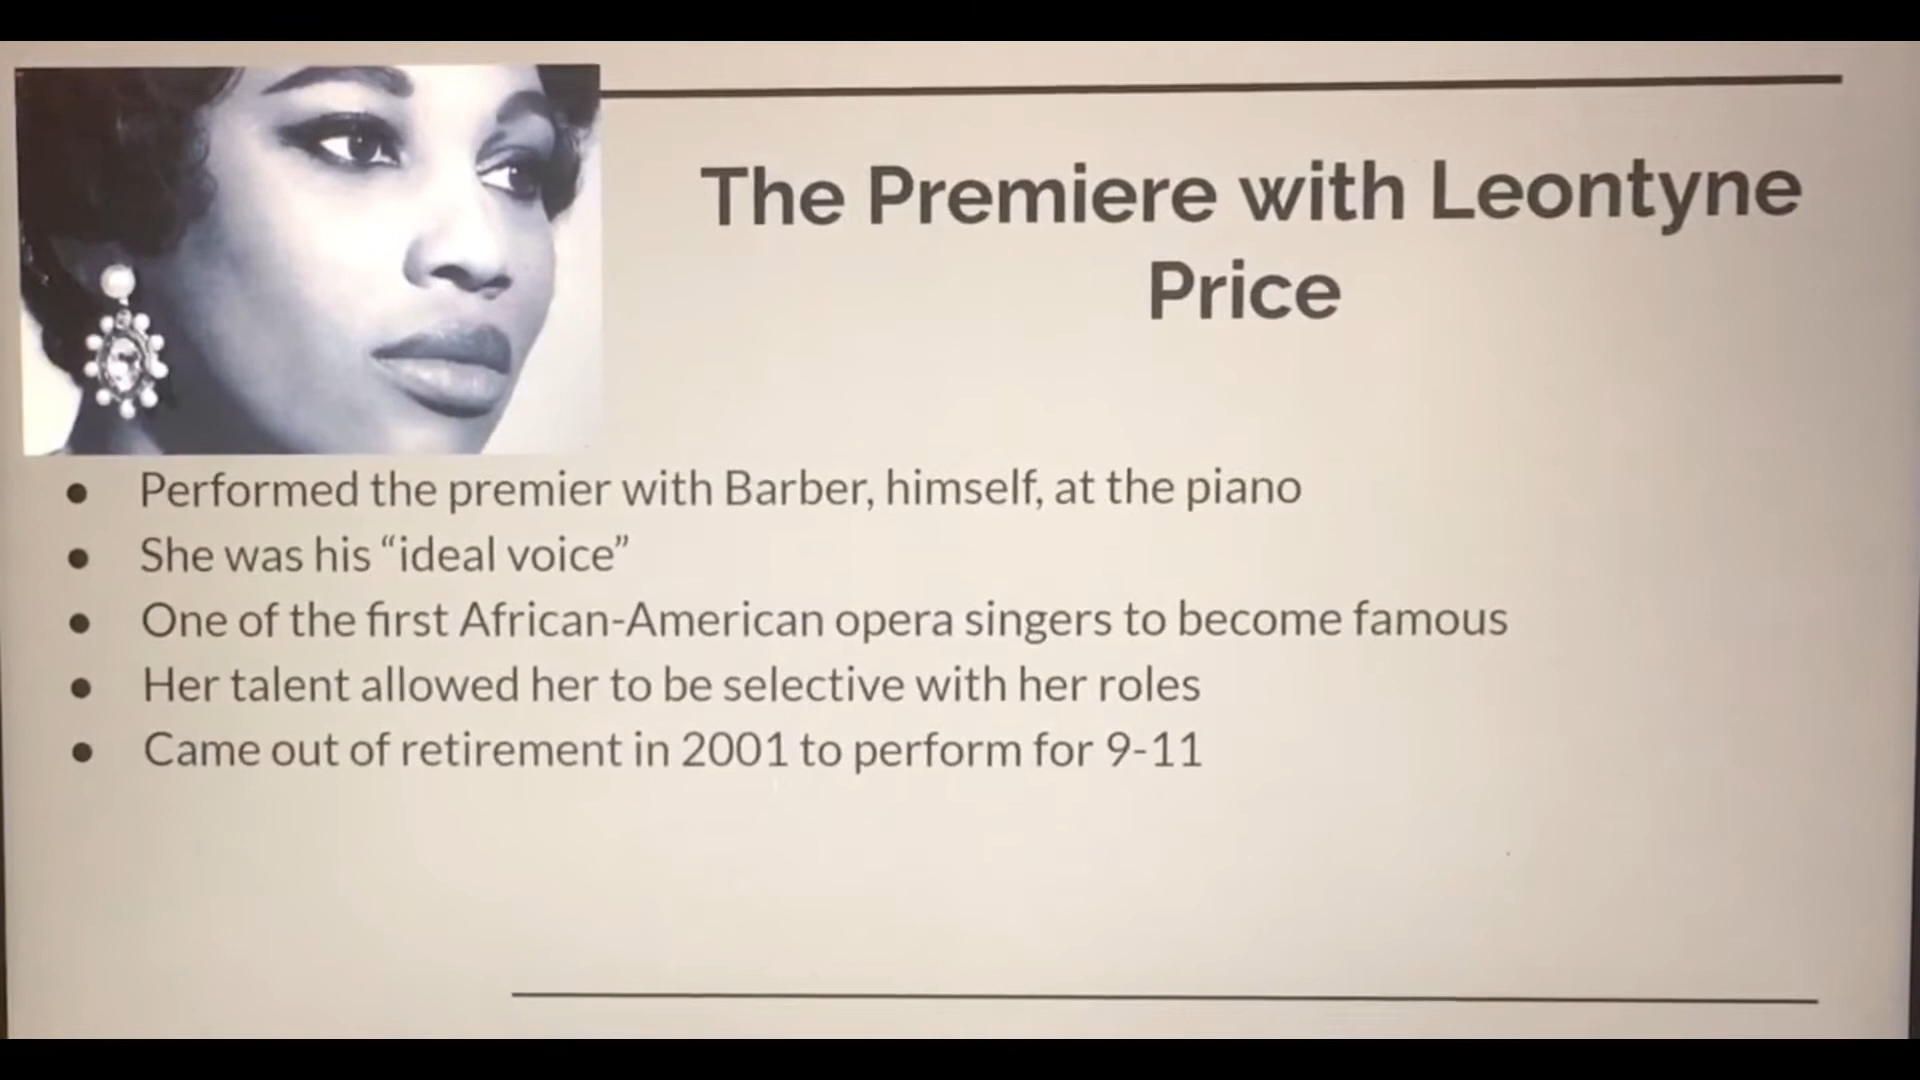 The Premiere with Leontyne
Price
● Performed the premier with Barber, himself, at the piano
● She was his “ideal voice”
● One of the first African-American opera singers to become famous
● Her talent allowed her to be selective with her roles
● Came out of retirement in 2001 to perform for 9-11